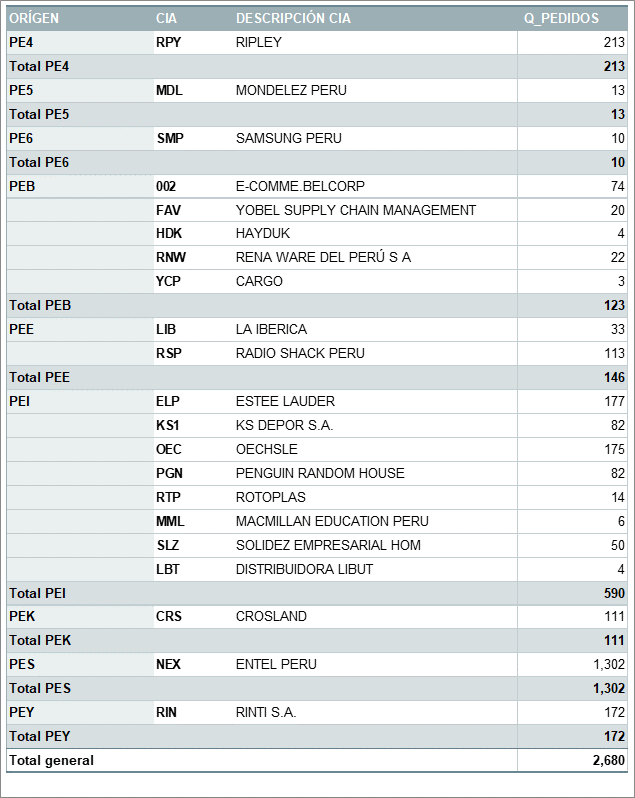 ORÍGEN CIA DESCRIPCIÓN CIA Q_PEDIDOS
PE4 RPY RIPLEY 213
Total PE4 213
PE5 MDL MONDELEZ PERU 13
Total PE5 13
PE6 SMP SAMSUNG PERU 10
Total PE6 10
PEB 002 E-COMME.BELCORP 74
FAV YOBEL SUPPLY CHAIN MANAGEMENT 20
HDK HAYDUK 4
RNW RENA WARE DEL PERÚ S A 22
YCP CARGO 3
Total PEB 123
PEE LIB LA IBERICA 33
RSP RADIO SHACK PERU 113
Total PEE 146
PEI ELP ESTEE LAUDER 177
KS1 KS DEPOR S.A. 82
OEC OECHSLE 175
PGN PENGUIN RANDOM HOUSE 82
RTP ROTOPLAS 14
MML MACMILLAN EDUCATION PERU 6
SLZ SOLIDEZ EMPRESARIAL HOM 50
LBT DISTRIBUIDORA LIBUT 4
Total PEI 590
PEK CRS CROSLAND 111
Total PEK 111
PES NEX ENTEL PERU 1,302
Total PES 1,302
PEY RIN RINTI S.A. 172
Total PEY 172
Total general 2,680